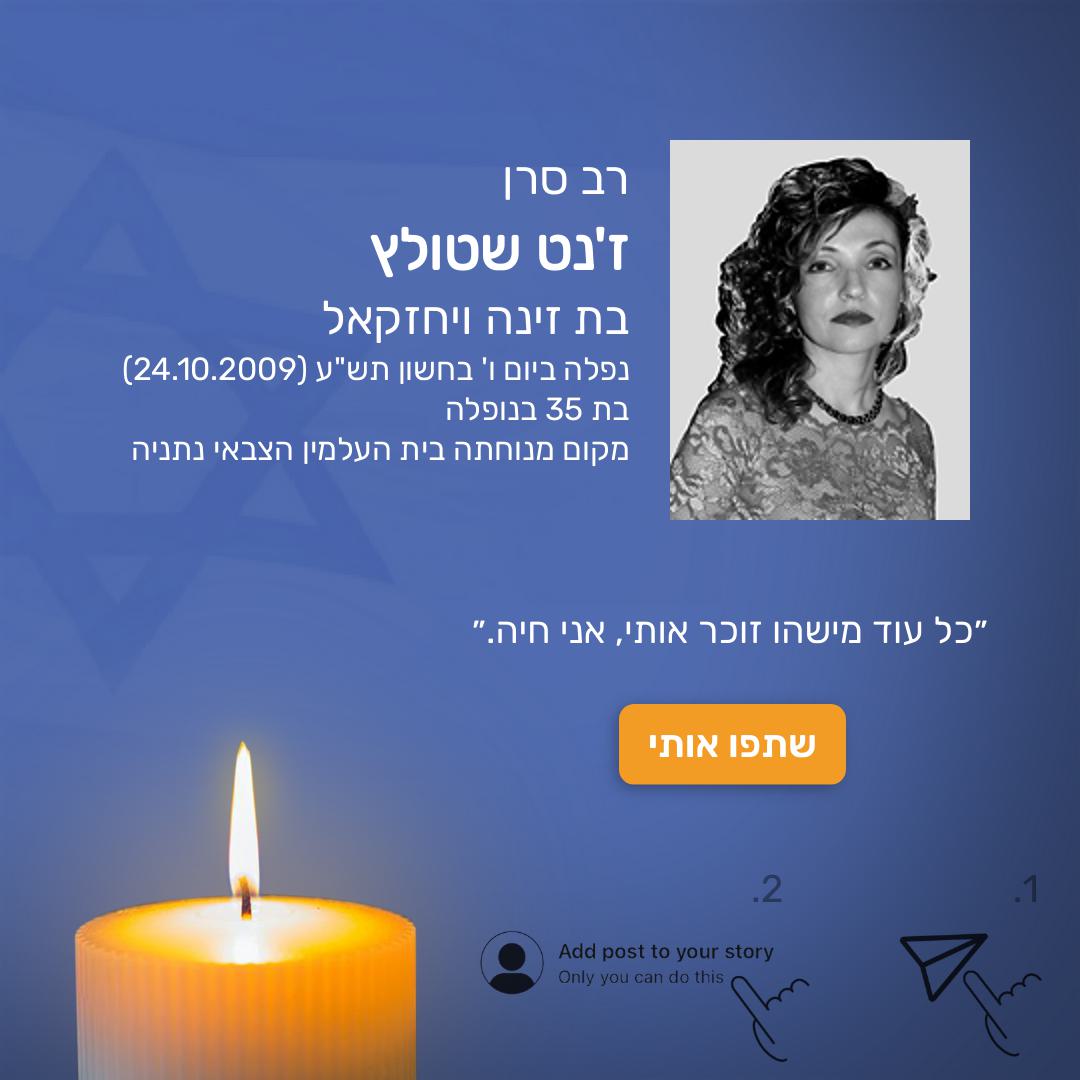 רב סרן
ז'נט שטולץ
בת זינה ויחזקאל
נפלה ביום ו' בחשון תש"ע (24.10.2009)
בת 35 בנופלה
מקום מנוחתה בית העלמין הצבאי נתניה
״כל עוד מישהו זוכר אותי, אני חיה.״
שתפו אותי
1.
2.
Add post to your story
Only you can do this